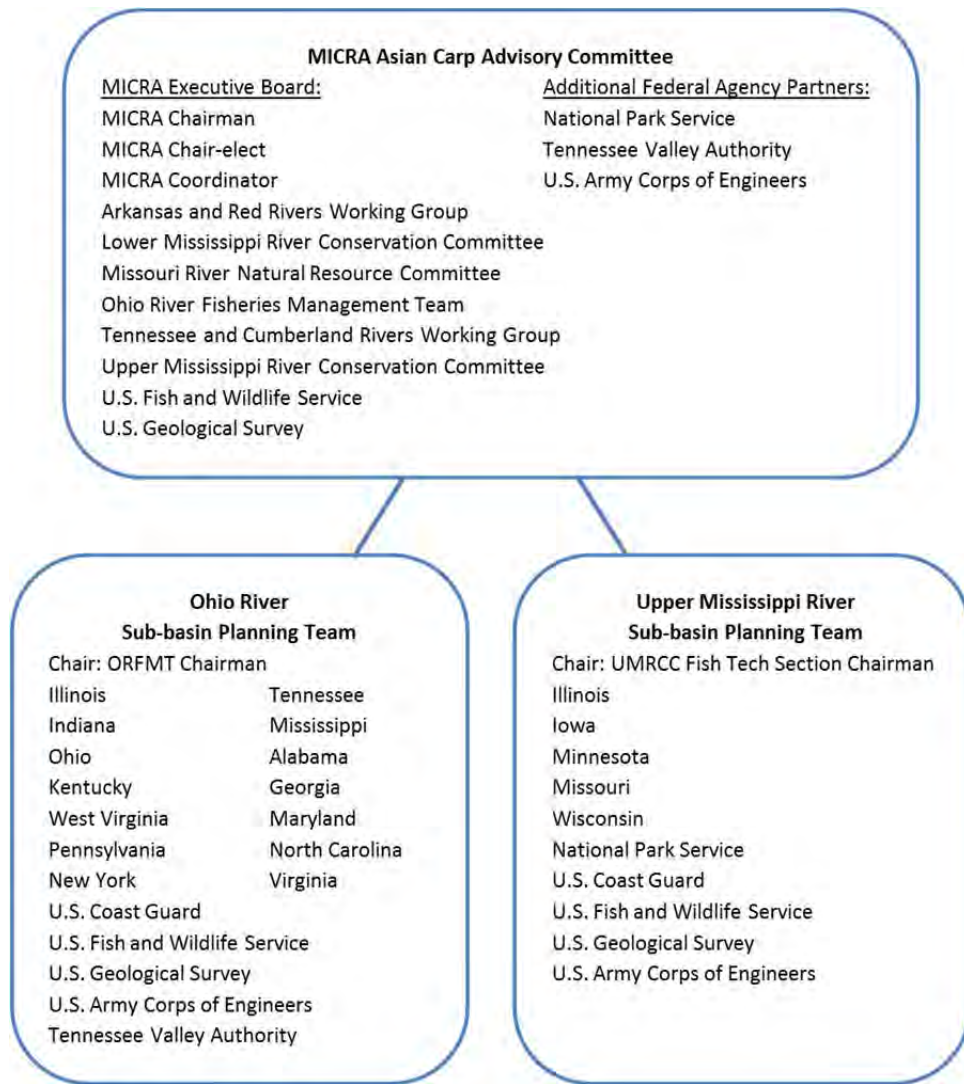 MICRA Asian Carp Advisory Committee
MICRA Executive Board:
MICRA Chairman
MICRA Chair-elect
MICRA Coordinator
Arkansas and Red Rivers Working Group
Lower Mississippi River Conservation Committee
Missouri River Natural Resource Committee
Ohio River Fisheries Management Team
Tennessee and Cumberland Rivers Working Group
Upper Mississippi River Conservation Committee
U.S. Fish and Wildlife Service
U.S. Geological Survey
Additional Federal Agency Partners:
National Park Service
Tennessee Valley Authority
U.S. Army Corps of Engineers
Ohio River
Sub-basin Planning Team
Chair: ORFMT Chairman
Illinois
Indiana
Ohio
Kentucky
West Virginia
Pennsylvania
New York
Tennessee
Mississippi
Alabama
Georgia
Maryland
North Carolina
Virginia
U.S. Coast Guard
U.S. Fish and Wildlife Service
U.S. Geological Survey
U.S. Army Corps of Engineers
Tennessee Valley Authority
Upper Mississippi River
Sub-basin Planning Team
Chair: UMRCC Fish Tech Section Chairman
Illinois
Iowa
Minnesota
Missouri
Wisconsin
National Park Service
U.S. Coast Guard
U.S. Fish and Wildlife Service
U.S. Geological Survey
U.S. Army Corps of Engineers